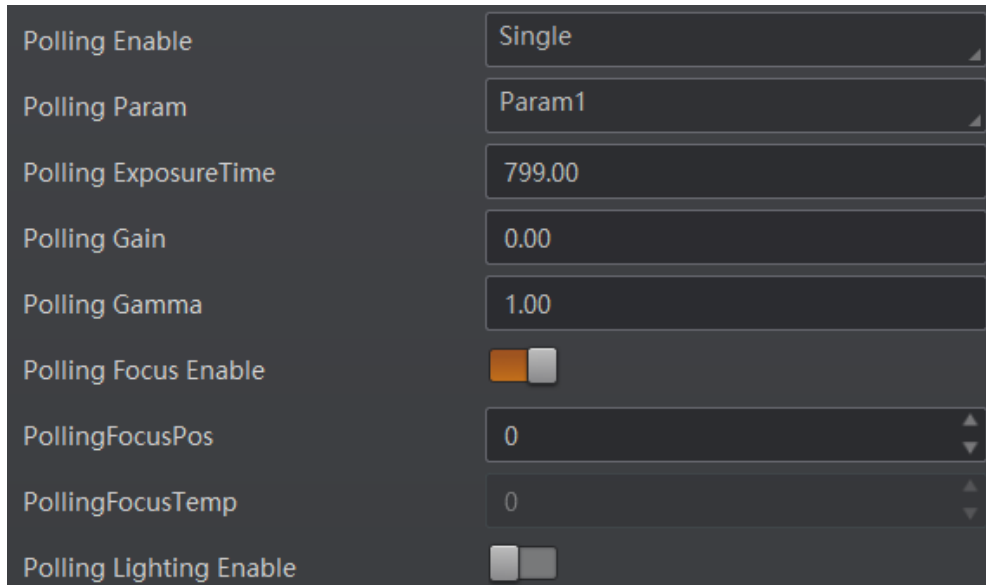 Polling Enable Single
Polling Param Param1
Polling ExposureTime 799.00
Polling Gain 0.00
Polling Gamma 1.00
Polling Focus Enable
PollingFocusPos 0
PollingFocusTemp 0
Polling Lighting Enable